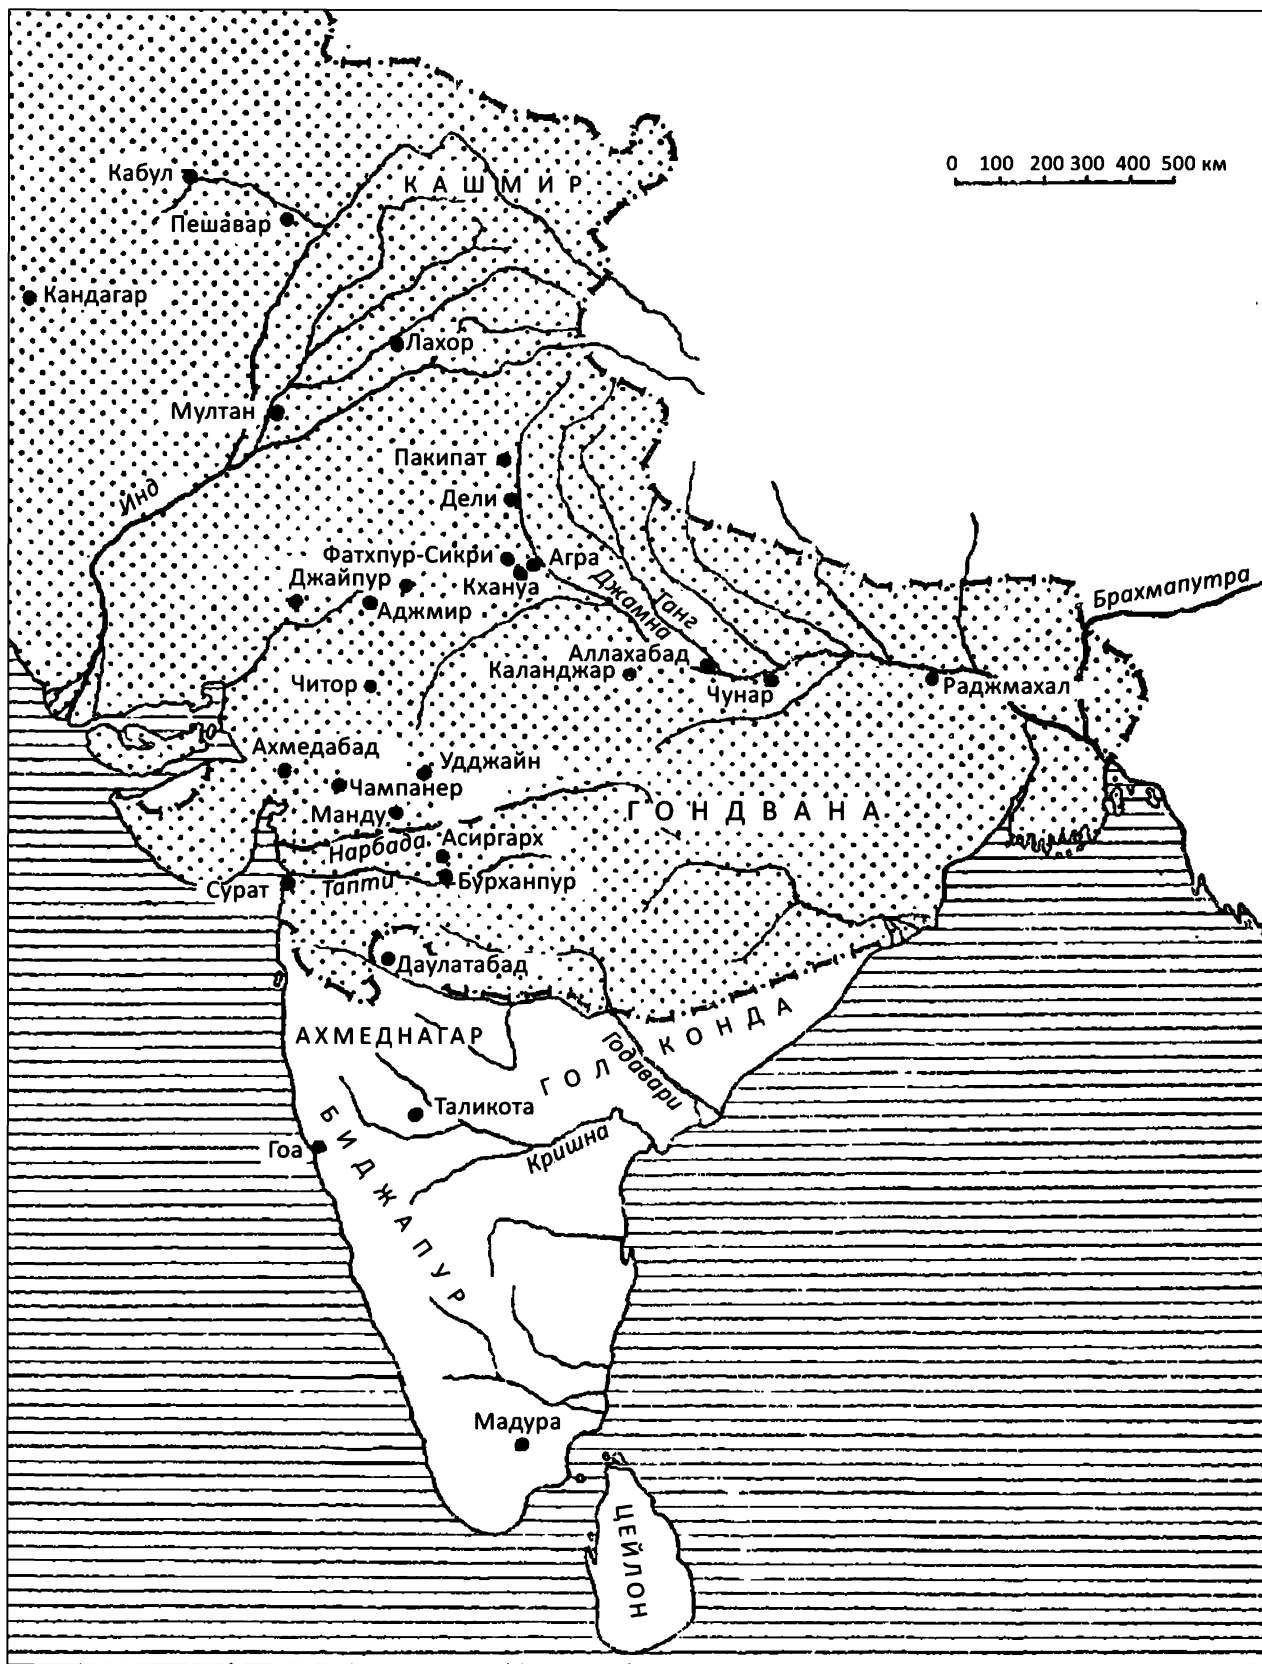 0 100 200 300 400 500 км
Кабул
КАШМИР
Пешавар
Кандагар
Лахор
Мултан
Пакипат
Инд
Дели
Фатхпур-Сикри
Агра
Джайпур
Кхануа
Джамна
Ганг
Брахмапутра
Аджмир
Аллахабад
Каланджар
Читор
Чунар
Раджмахал
Ахмедабад
Удджайн
Чампанер
Манду
ГОНДВАНА
Нарбада
Асиргарх
Сурат
Тапти
Бурханпур
Даулатабад
АХМЕДНАГАР
ГОЛКОНДА
Годавари
Таликота
БИДЖАПУР
Гоа
Кришна
Мадура
ЦЕЙЛОН